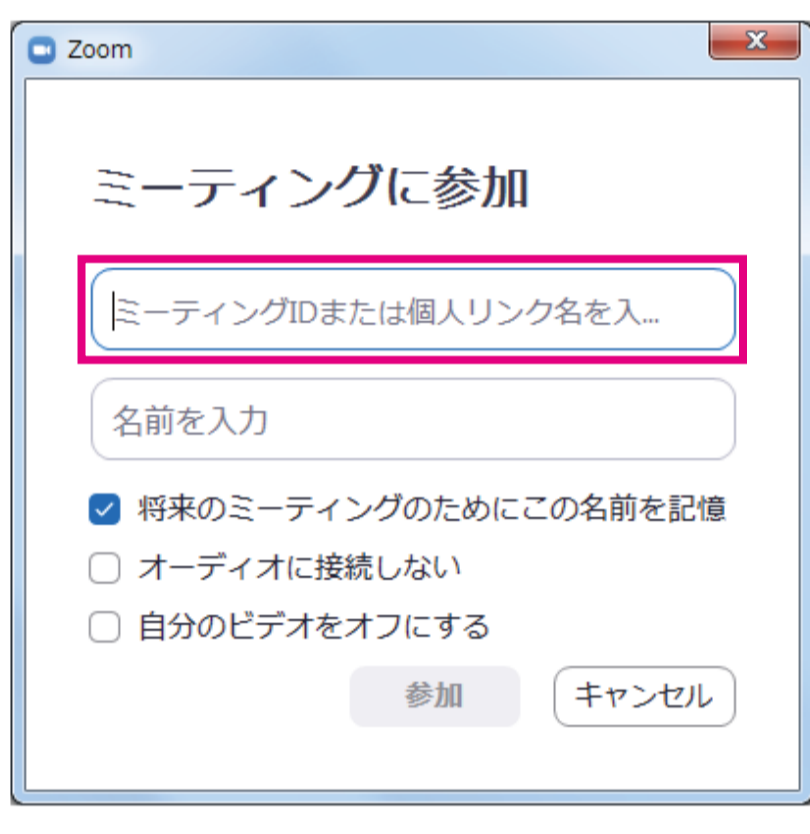 Zoom
ミーティングに参加
ミーティングIDまたは個人リンク名を入...
名前を入力
将来のミーティングのためにこの名前を記憶
オーディオに接続しない
自分のビデオをオフにする
参加 キャンセル